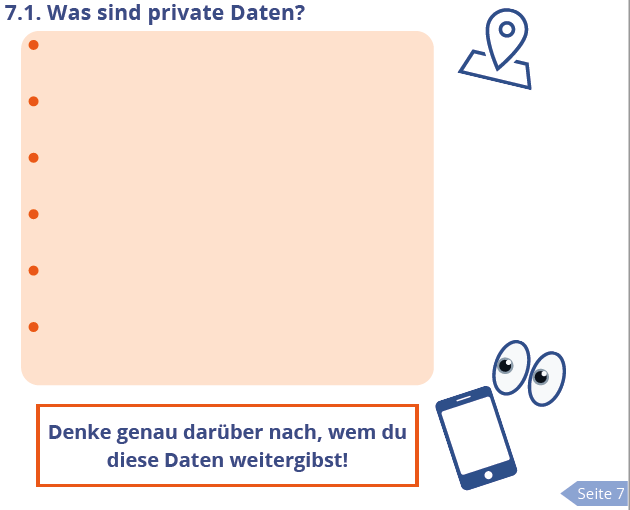 7.1. Was sind private Daten?
Denke genau darüber nach, wem du
diese Daten weitergibst!
Seite 7